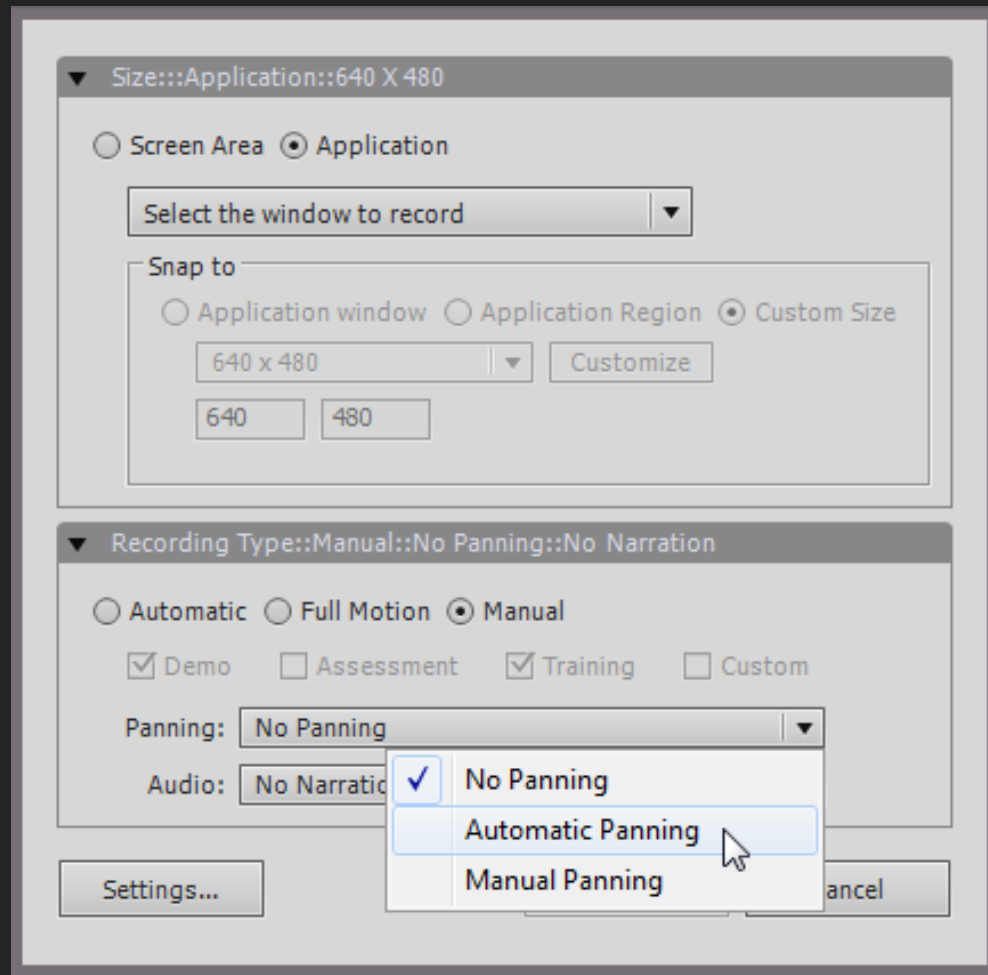 Size:::Application::640 X 480
Screen Area Application
Select the window to record
Snap to
Application window Application Region Custom Size
640 x 480 Customize
640 480
Recording Type::Manual::No Panning::No Narration
Automatic Full Motion Manual
Demo Assessment Training Custom
Panning: No Panning
No Panning
Audio: No Narratio
Automatic Panning
Manual Panning
Settings... ancel